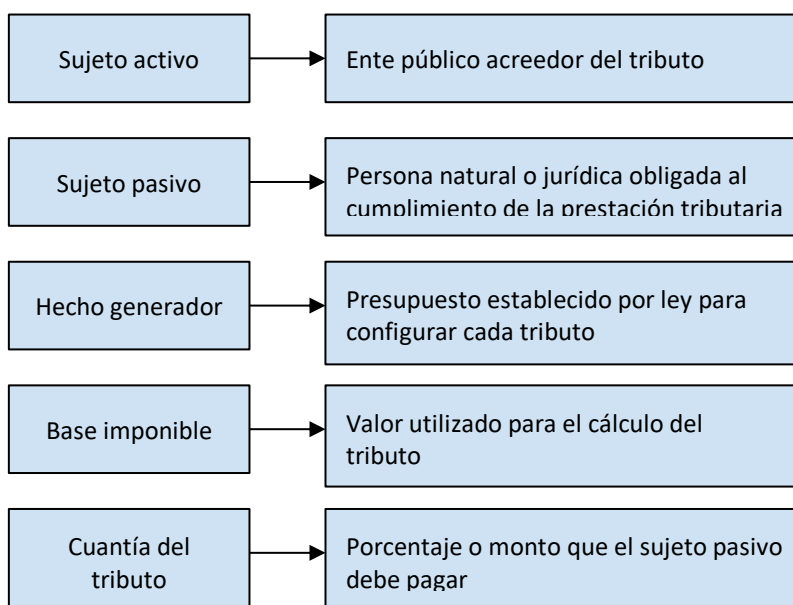 Sujeto activo
Ente público acreedor del tributo
Sujeto pasivo
Persona natural o jurídica obligada al
cumplimiento de la prestación tributaria
Hecho generador
Presupuesto establecido por ley para
configurar cada tributo
Base imponible
Valor utilizado para el cálculo del
tributo
Cuantía del
tributo
Porcentaje o monto que el sujeto pasivo
debe pagar